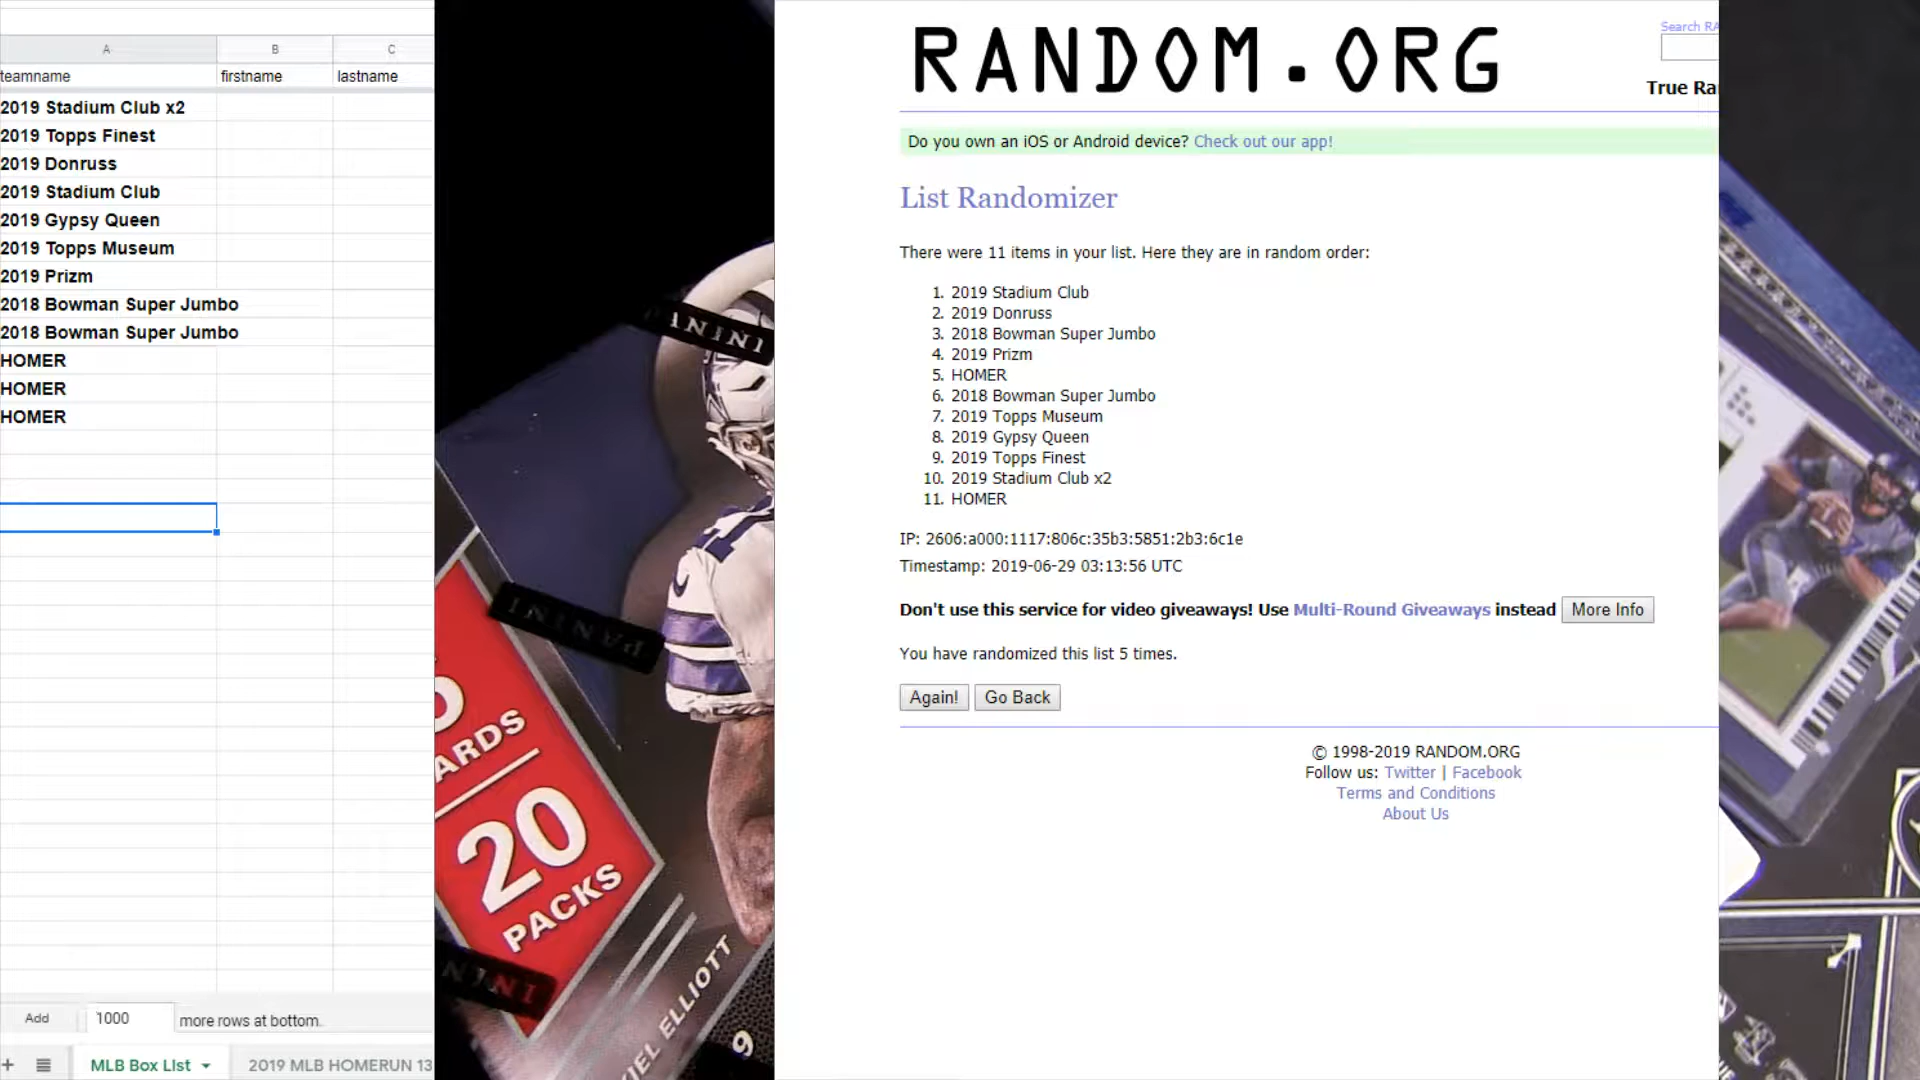 A B C
teamname firstname lastname
2019 Stadium Club x2
2019 Topps Finest
2019 Donruss
2019 Stadium Club
2019 Gypsy Queen
2019 Topps Museum
2019 Prizm
2018 Bowman Super Jumbo
2018 Bowman Super Jumbo
HOMER
HOMER
HOMER
Add 1000 more rows at bottom.
+ MLB Box LIst 2019 MLB HOMERUN 13
PANINI
PANINI
ARDS
20
PACKS
KIEL ELLIOTT
9
RANDOM.ORG
Search RA
True Ra
Do you own an iOS or Android device? Check out our app!
List Randomizer
There were 11 items in your list. Here they are in random order:
1. 2019 Stadium Club
2. 2019 Donruss
3. 2018 Bowman Super Jumbo
4. 2019 Prizm
5. HOMER
6. 2018 Bowman Super Jumbo
7. 2019 Topps Museum
8. 2019 Gypsy Queen
9. 2019 Topps Finest
10. 2019 Stadium Club x2
11. HOMER
IP: 2606:a000:1117:806c:35b3:5851:2b3:6c1e
Timestamp: 2019-06-29 03:13:56 UTC
Don't use this service for video giveaways! Use Multi-Round Giveaways instead More Info
You have randomized this list 5 times.
Again! Go Back
© 1998-2019 RANDOM.ORG
Follow us: Twitter | Facebook
Terms and Conditions
About Us